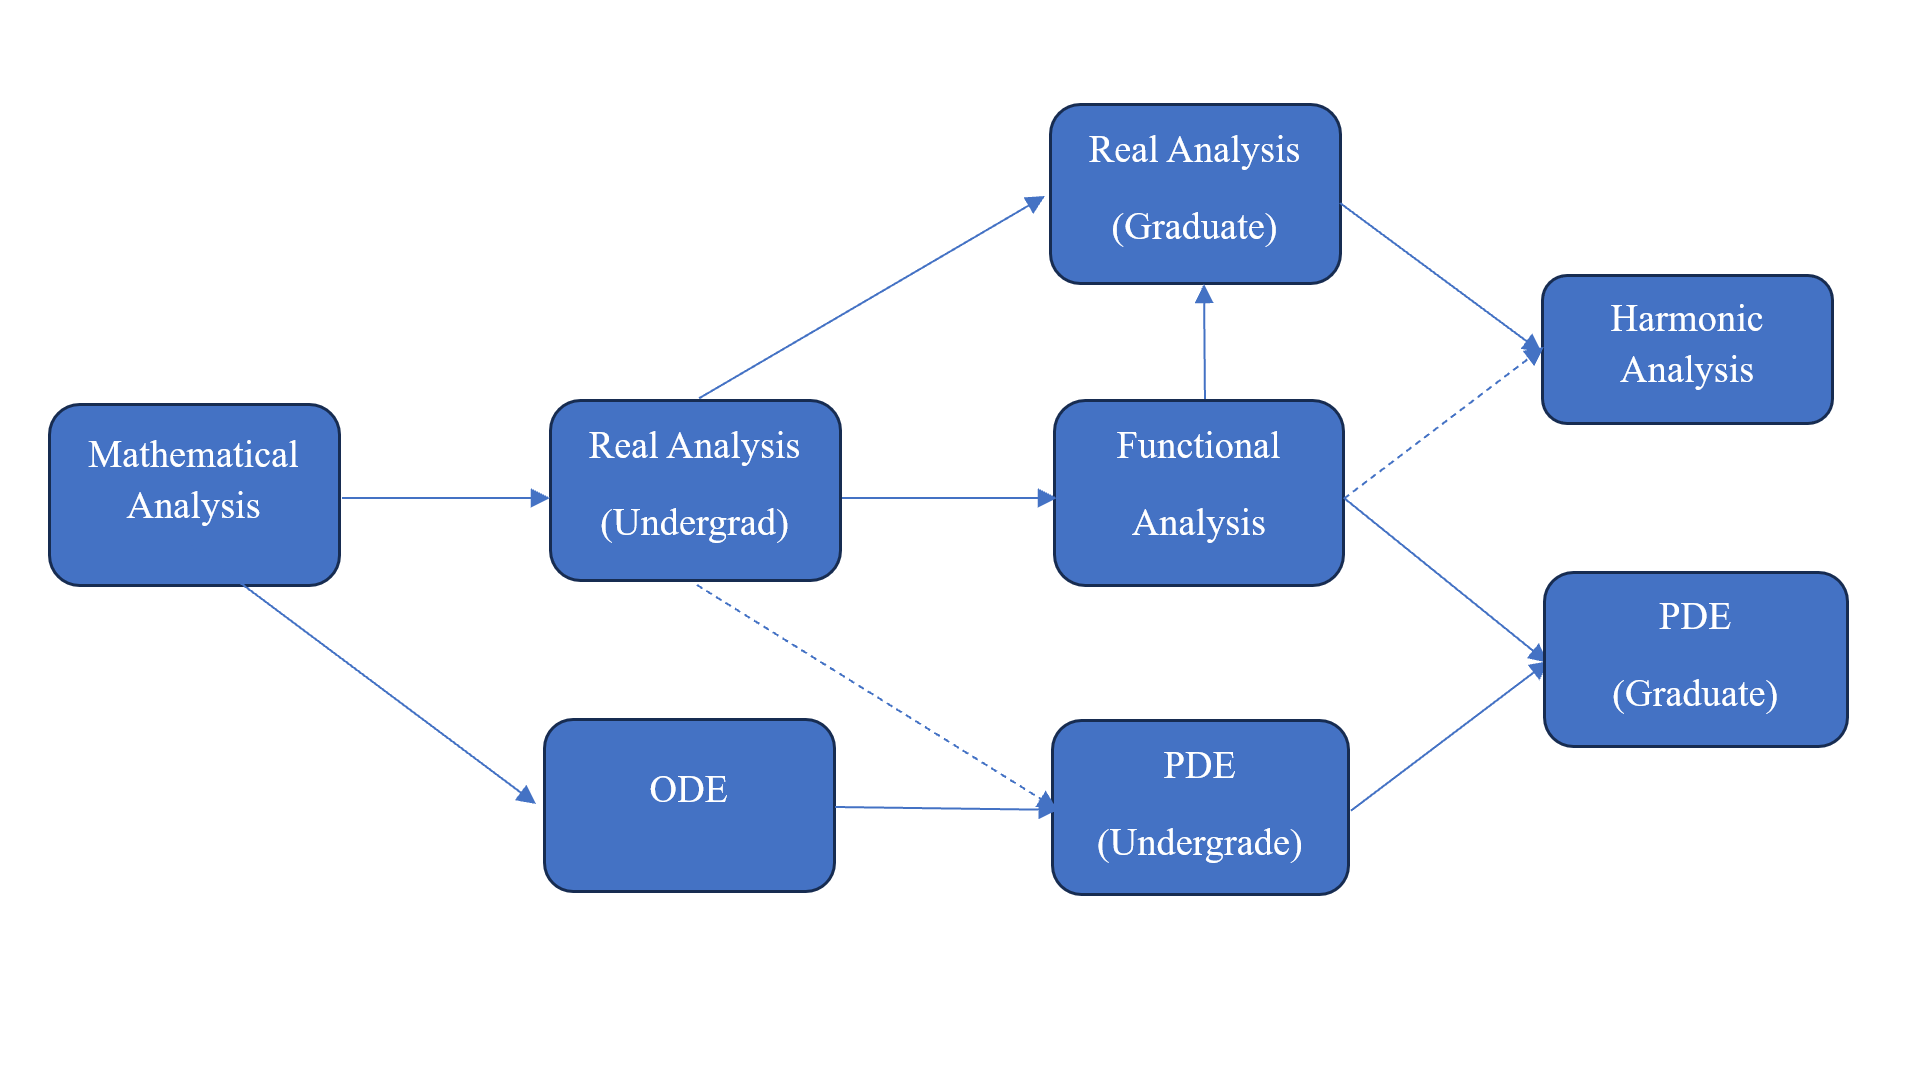 Real Analysis
(Graduate)
Harmonic
Analysis
Mathematical
Analysis
Real Analysis
(Undergrad)
Functional
Analysis
PDE
(Graduate)
ODE
PDE
(Undergrade)